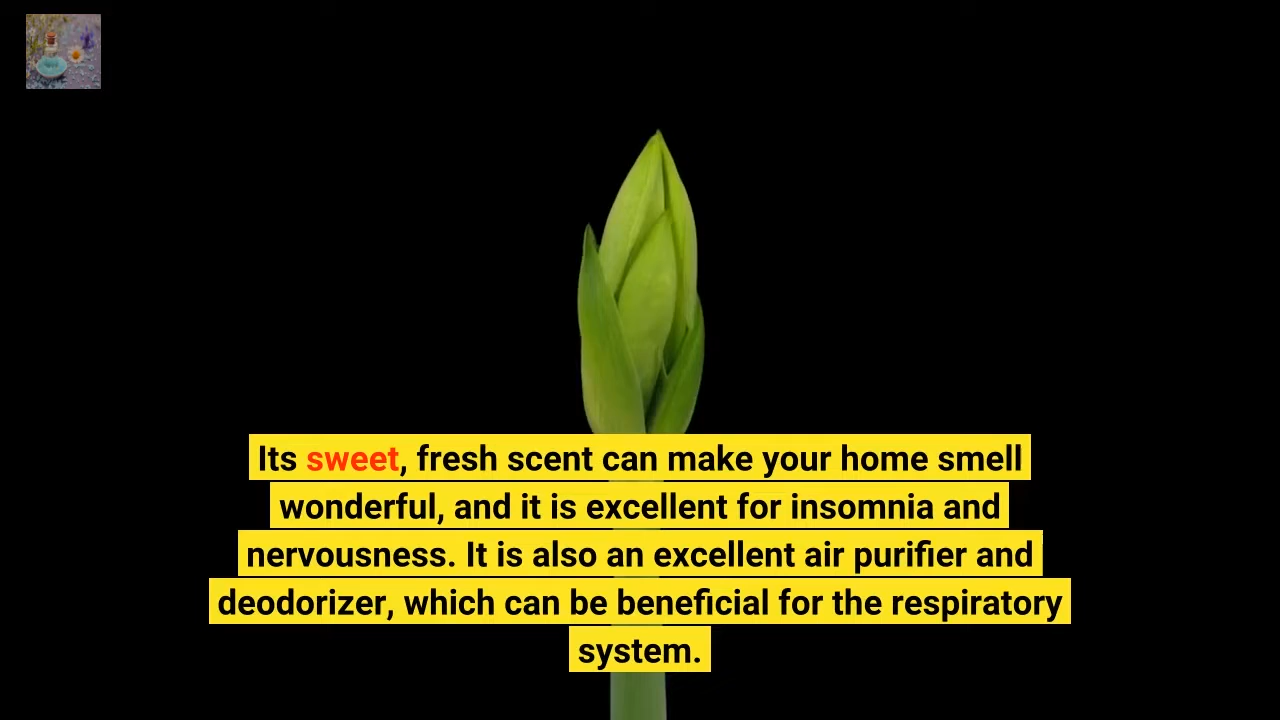 Its sweet, fresh scent can make your home smell
wonderful, and it is excellent for insomnia and
nervousness. It is also an excellent air purifier and
deodorizer, which can be beneficial for the respiratory
system.